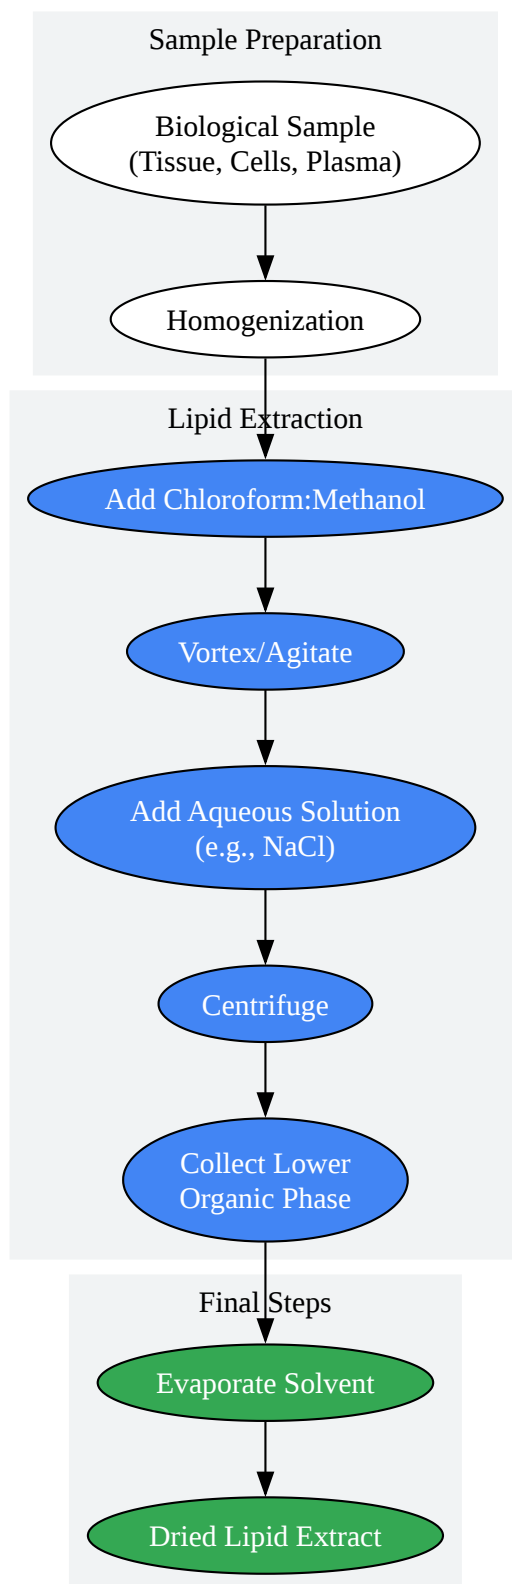 Sample Preparation
Biological Sample
(Tissue, Cells, Plasma)
Homogenization
Lipid Extraction
Add Chloroform:Methanol
Vortex/Agitate
Add Aqueous Solution
(e.g., NaCl)
Centrifuge
Collect Lower
Organic Phase
Final Steps
Evaporate Solvent
Dried Lipid Extract